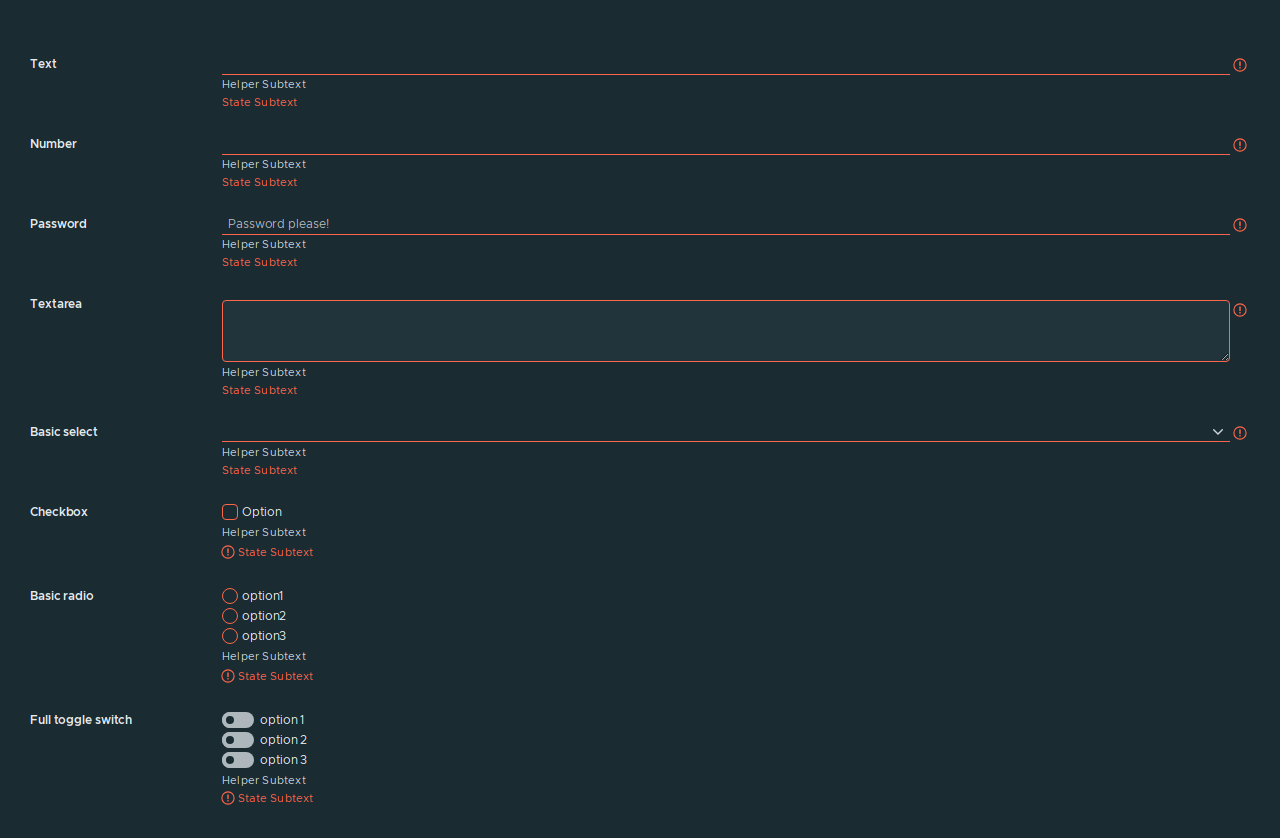 Text
Helper Subtext
State Subtext
Number
Helper Subtext
State Subtext
Password
Password please!
Helper Subtext
State Subtext
Textarea
Helper Subtext
State Subtext
Basic select
Helper Subtext
State Subtext
Checkbox
Option
Helper Subtext
State Subtext
Basic radio
option1
option2
option3
Helper Subtext
State Subtext
Full toggle switch
option 1
option 2
option 3
Helper Subtext
State Subtext